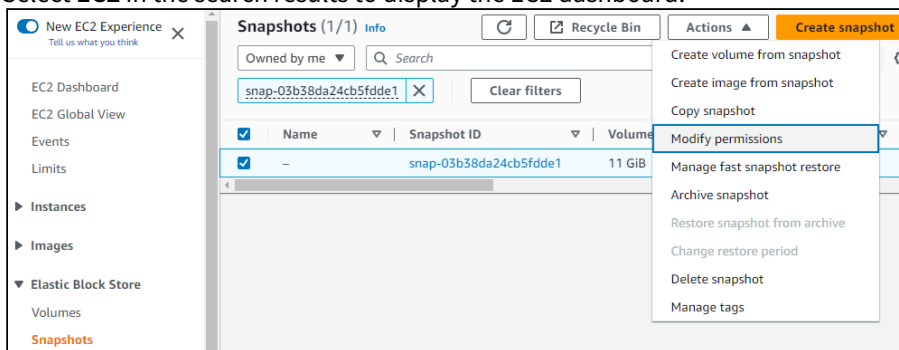 Select EC2 in the search results to display the EC2 dashboard.
New EC2 Experience
Tell us what you think
Snapshots (1/1) Info
Recycle Bin
Actions
Create snapshot
Owned by me
Search
snap-03b38da24cb5fdde1
Clear filters
Name
Snapshot ID
Volume
–
snap-03b38da24cb5fdde1
11 GiB
Create volume from snapshot
Create image from snapshot
Copy snapshot
Modify permissions
Manage fast snapshot restore
Archive snapshot
Restore snapshot from archive
Change restore period
Delete snapshot
Manage tags
EC2 Dashboard
EC2 Global View
Events
Limits
Instances
Images
Elastic Block Store
Volumes
Snapshots